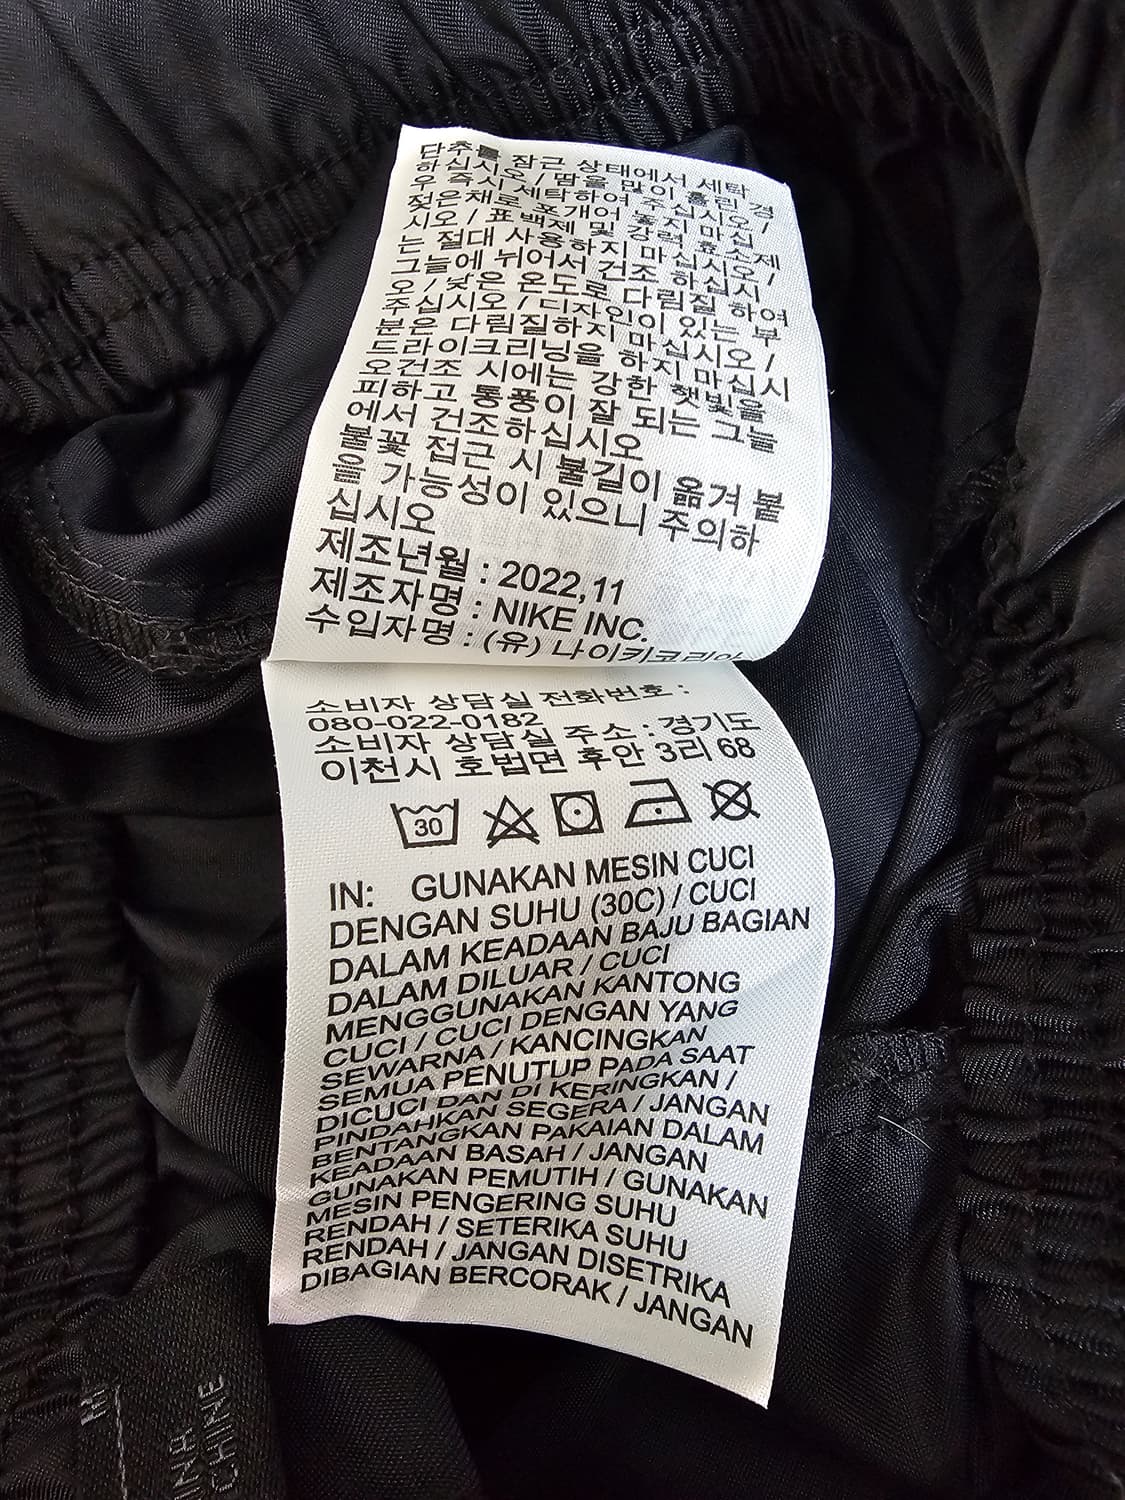 단추를 잠근 상태에서 세탁
하십시오 / 땀을 많이 흘린 경
우 즉시 세탁하여 주십시오 /
젖은채로 포개어 놓지 마십
시오 / 표백제 및 강력 효소제
는 절대 사용하지 마십시오 /
그늘에 뉘어서 건조 하십시
오 / 낮은 온도로 다림질 하여
주십시오 / 디자인이 있는 부
분은 다림질하지 마십시오 /
드라이크리닝을 하지 마십시
오건조 시에는 강한 햇빛을
피하고 통풍이 잘 되는 그늘
에서 건조하십시오
불꽃 접근 시 불길이 옮겨 붙
을 가능성이 있으니 주의하
십시오
제조년월 : 2022,11
제조자명 : NIKE INC.
수입자명 : (유) 나이키코리아
소비자 상담실 전화번호 :
080-022-0182
소비자 상담실 주소 : 경기도
이천시 호법면 후안 3리 68
30
IN: GUNAKAN MESIN CUCI
DENGAN SUHU (30C) / CUCI
DALAM KEADAAN BAJU BAGIAN
DALAM DILUAR / CUCI
MENGGUNAKAN KANTONG
CUCI / CUCI DENGAN YANG
SEWARNA / KANCINGKAN
SEMUA PENUTUP PADA SAAT
DICUCI DAN DI KERINGKAN /
PINDAHKAN SEGERA / JANGAN
BENTANGKAN PAKAIAN DALAM
KEADAAN BASAH / JANGAN
GUNAKAN PEMUTIH / GUNAKAN
MESIN PENGERING SUHU
RENDAH / SETERIKA SUHU
RENDAH / JANGAN DISETRIKA
DIBAGIAN BERCORAK / JANGAN
CHINE